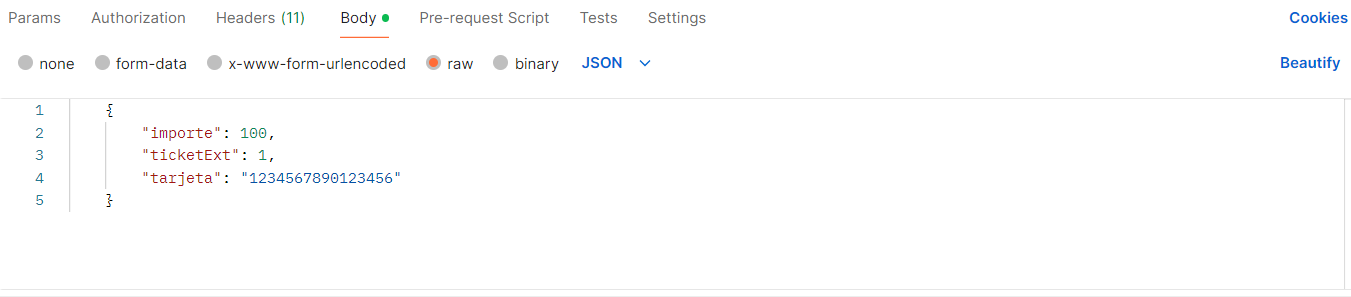 Params Authorization Headers (11) Body Pre-request Script Tests Settings Cookies
none form-data x-www-form-urlencoded raw binary JSON Beautify
1 {
2 "importe": 100,
3 "ticketExt": 1,
4 "tarjeta": "1234567890123456"
5 }